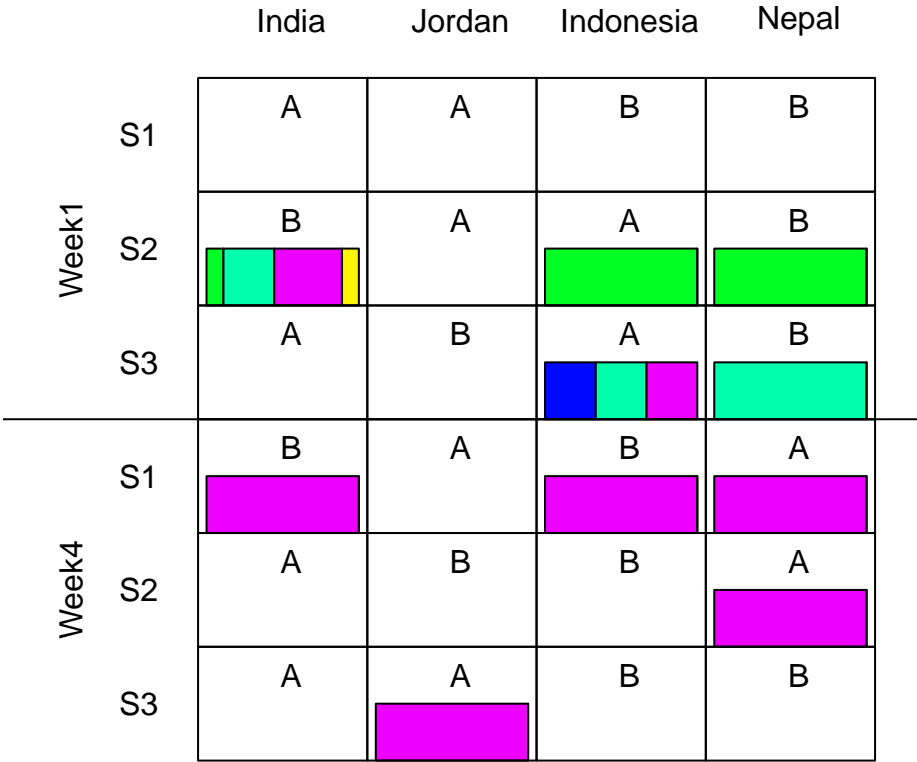 India Jordan Indonesia Nepal
A A B B
S1
B A A B
Week1 S2
A B A B
S3
B A B A
S1
A B B A
Week4 S2
A A B B
S3